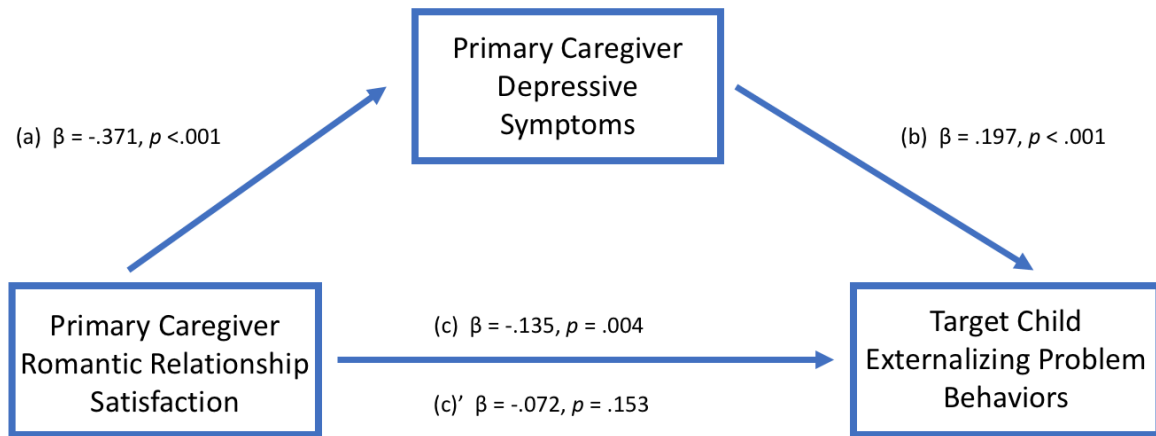 Primary Caregiver
Depressive
Symptoms
(a)  β = -.371, p <.001
(b)  β = .197, p < .001
Primary Caregiver
Romantic Relationship
Satisfaction
(c)  β = -.135, p = .004
(c)’  β = -.072, p = .153
Target Child
Externalizing Problem
Behaviors